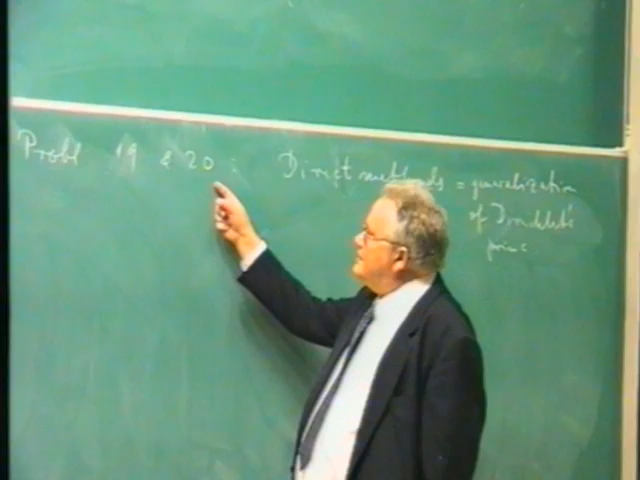 Probl 19 & 20 : Direct methods = generalization
of Dirichlet's
princ